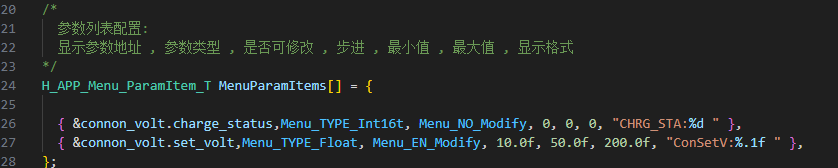 20 /*
21 参数列表配置:
22 显示参数地址 , 参数类型 , 是否可修改 , 步进 , 最小值 , 最大值 , 显示格式
23 */
24 H_APP_Menu_ParamItem_T MenuParamItems[] = {
25
26 { &connon_volt.charge_status,Menu_TYPE_Int16t, Menu_NO_Modify, 0, 0, 0, "CHRG_STA:%d " },
27 { &connon_volt.set_volt,Menu_TYPE_Float, Menu_EN_Modify, 10.0f, 50.0f, 200.0f, "ConSetV:%.1f " },
28 };